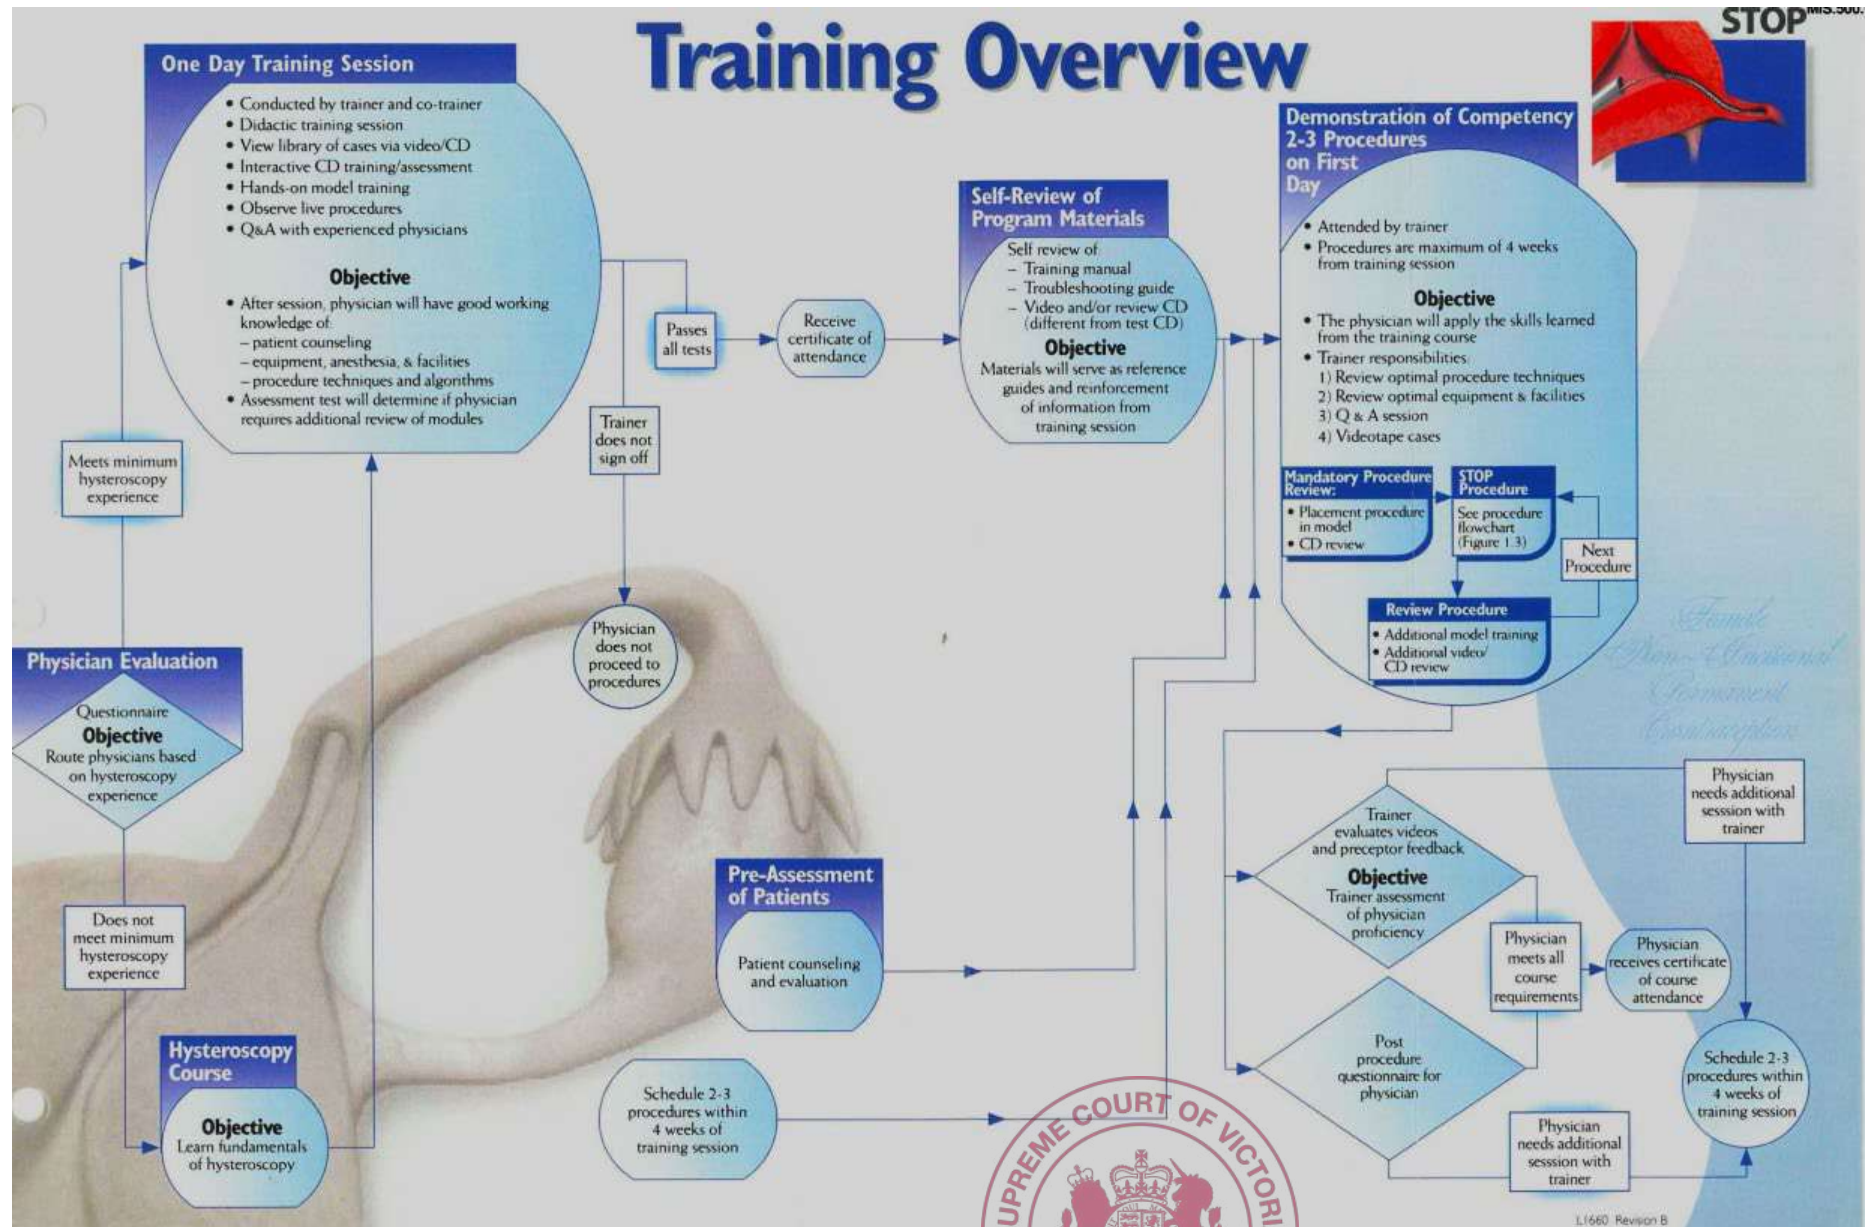 Training Overview
STOP
MIS.500.
One Day Training Session
• Conducted by trainer and co-trainer
• Didactic training session
• View library of cases via video/CD
• Interactive CD training/assessment
• Hands-on model training
• Observe live procedures
• Q&A with experienced physicians
Objective
• After session, physician will have good working
knowledge of:
– patient counseling
– equipment, anesthesia, & facilities
– procedure techniques and algorithms
• Assessment test will determine if physician
requires additional review of modules
Meets minimum
hysteroscopy
experience
Physician Evaluation
Questionnaire
Objective
Route physicians based
on hysteroscopy
experience
Does not
meet minimum
hysteroscopy
experience
Hysteroscopy
Course
Objective
Learn fundamentals
of hysteroscopy
Passes
all tests
Trainer
does not
sign off
Physician
does not
proceed to
procedures
Receive
certificate of
attendance
Self-Review of
Program Materials
Self review of
– Training manual
– Troubleshooting guide
– Video and/or review CD
(different from test CD)
Objective
Materials will serve as reference
guides and reinforcement
of information from
training session
Pre-Assessment
of Patients
Patient counseling
and evaluation
Schedule 2-3
procedures within
4 weeks of
training session
Demonstration of Competency
2-3 Procedures
on First
Day
• Attended by trainer
• Procedures are maximum of 4 weeks
from training session
Objective
• The physician will apply the skills learned
from the training course
• Trainer responsibilities:
1) Review optimal procedure techniques
2) Review optimal equipment & facilities
3) Q & A session
4) Videotape cases
Mandatory Procedure
Review:
• Placement procedure
in model
• CD review
STOP
Procedure
See procedure
flowchart
(Figure 1.3)
Next
Procedure
Review Procedure
• Additional model training
• Additional video/
CD review
Female
Non-Incisional
Permanent
Contraception
Trainer
evaluates videos
and preceptor feedback
Objective
Trainer assessment
of physician
proficiency
Physician
needs additional
sesssion with
trainer
Physician
meets all
course
requirements
Physician
receives certificate
of course
attendance
Post
procedure
questionnaire for
physician
Schedule 2-3
procedures within
4 weeks of
training session
Physician
needs additional
sesssion with
trainer
SUPREME COURT OF VICTORI
L1660 Revision B